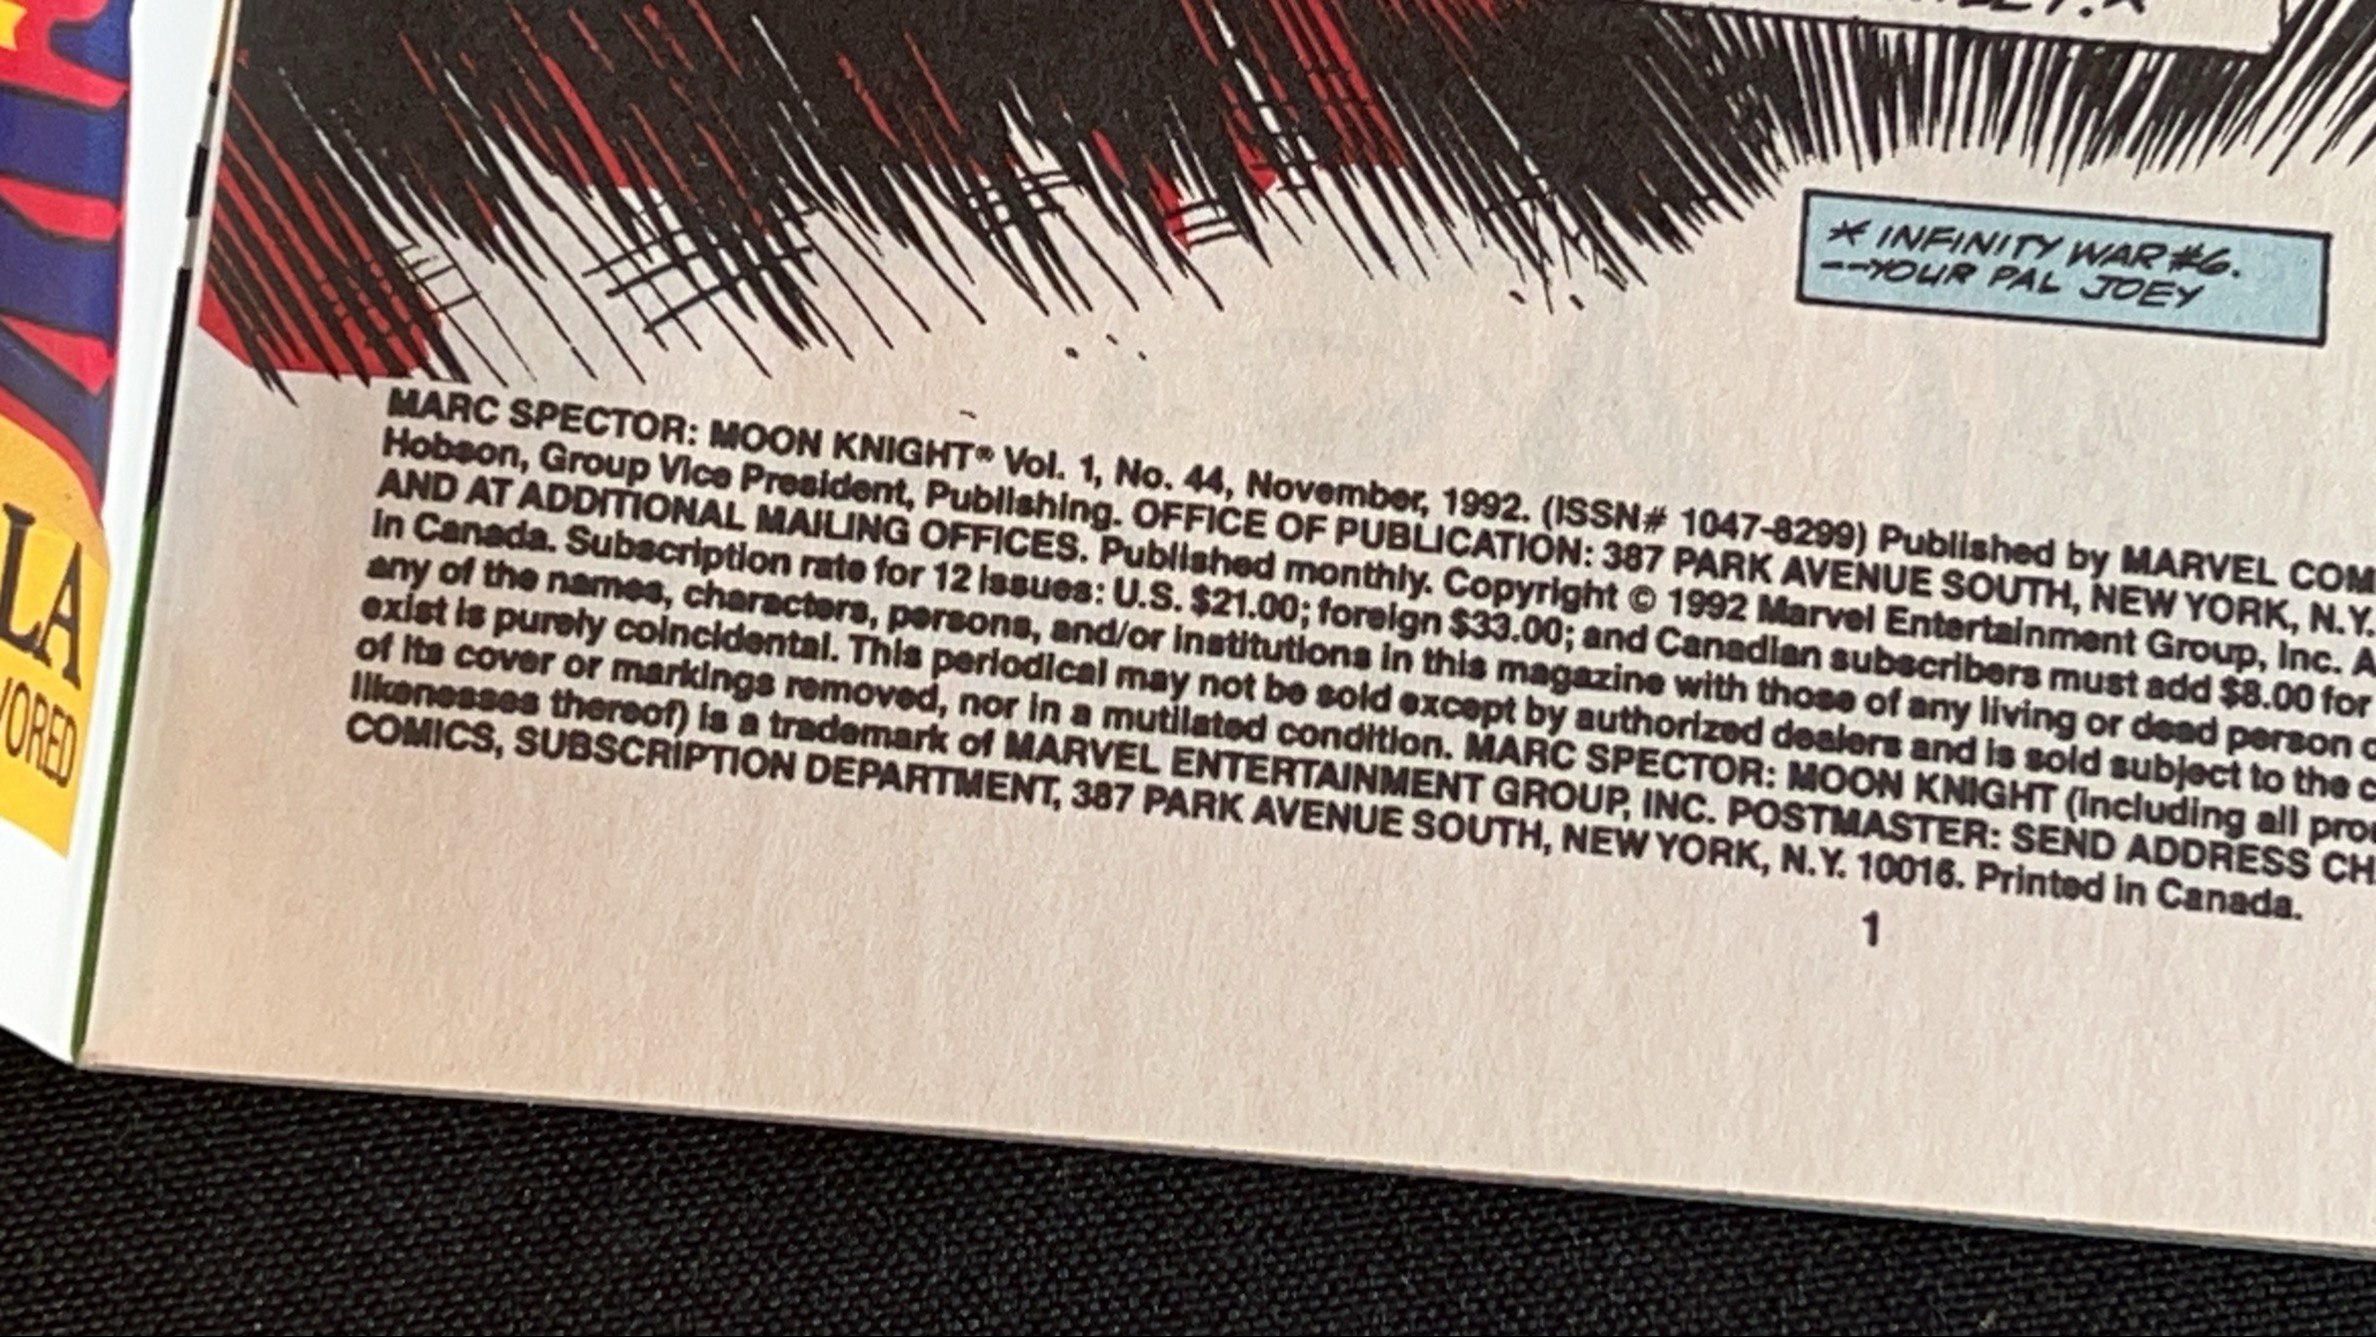 * INFINITY WAR #6.
--YOUR PAL JOEY
MARC SPECTOR: MOON KNIGHT® Vol. 1, No. 44, November, 1992. (ISSN# 1047-8299) Published by MARVEL COM
Hobson, Group Vice President, Publishing. OFFICE OF PUBLICATION: 387 PARK AVENUE SOUTH, NEW YORK, N.Y.
AND AT ADDITIONAL MAILING OFFICES. Published monthly. Copyright © 1992 Marvel Entertainment Group, Inc. A
in Canada. Subscription rate for 12 issues: U.S. $21.00; foreign $33.00; and Canadian subscribers must add $8.00 for
any of the names, characters, persons, and/or institutions in this magazine with those of any living or dead person o
exist is purely coincidental. This periodical may not be sold except by authorized dealers and is sold subject to the c
of its cover or markings removed, nor in a mutilated condition. MARC SPECTOR: MOON KNIGHT (including all pro
likenesses thereof) is a trademark of MARVEL ENTERTAINMENT GROUP, INC. POSTMASTER: SEND ADDRESS CH
COMICS, SUBSCRIPTION DEPARTMENT, 387 PARK AVENUE SOUTH, NEW YORK, N.Y. 10016. Printed in Canada.
1
LA
VORED